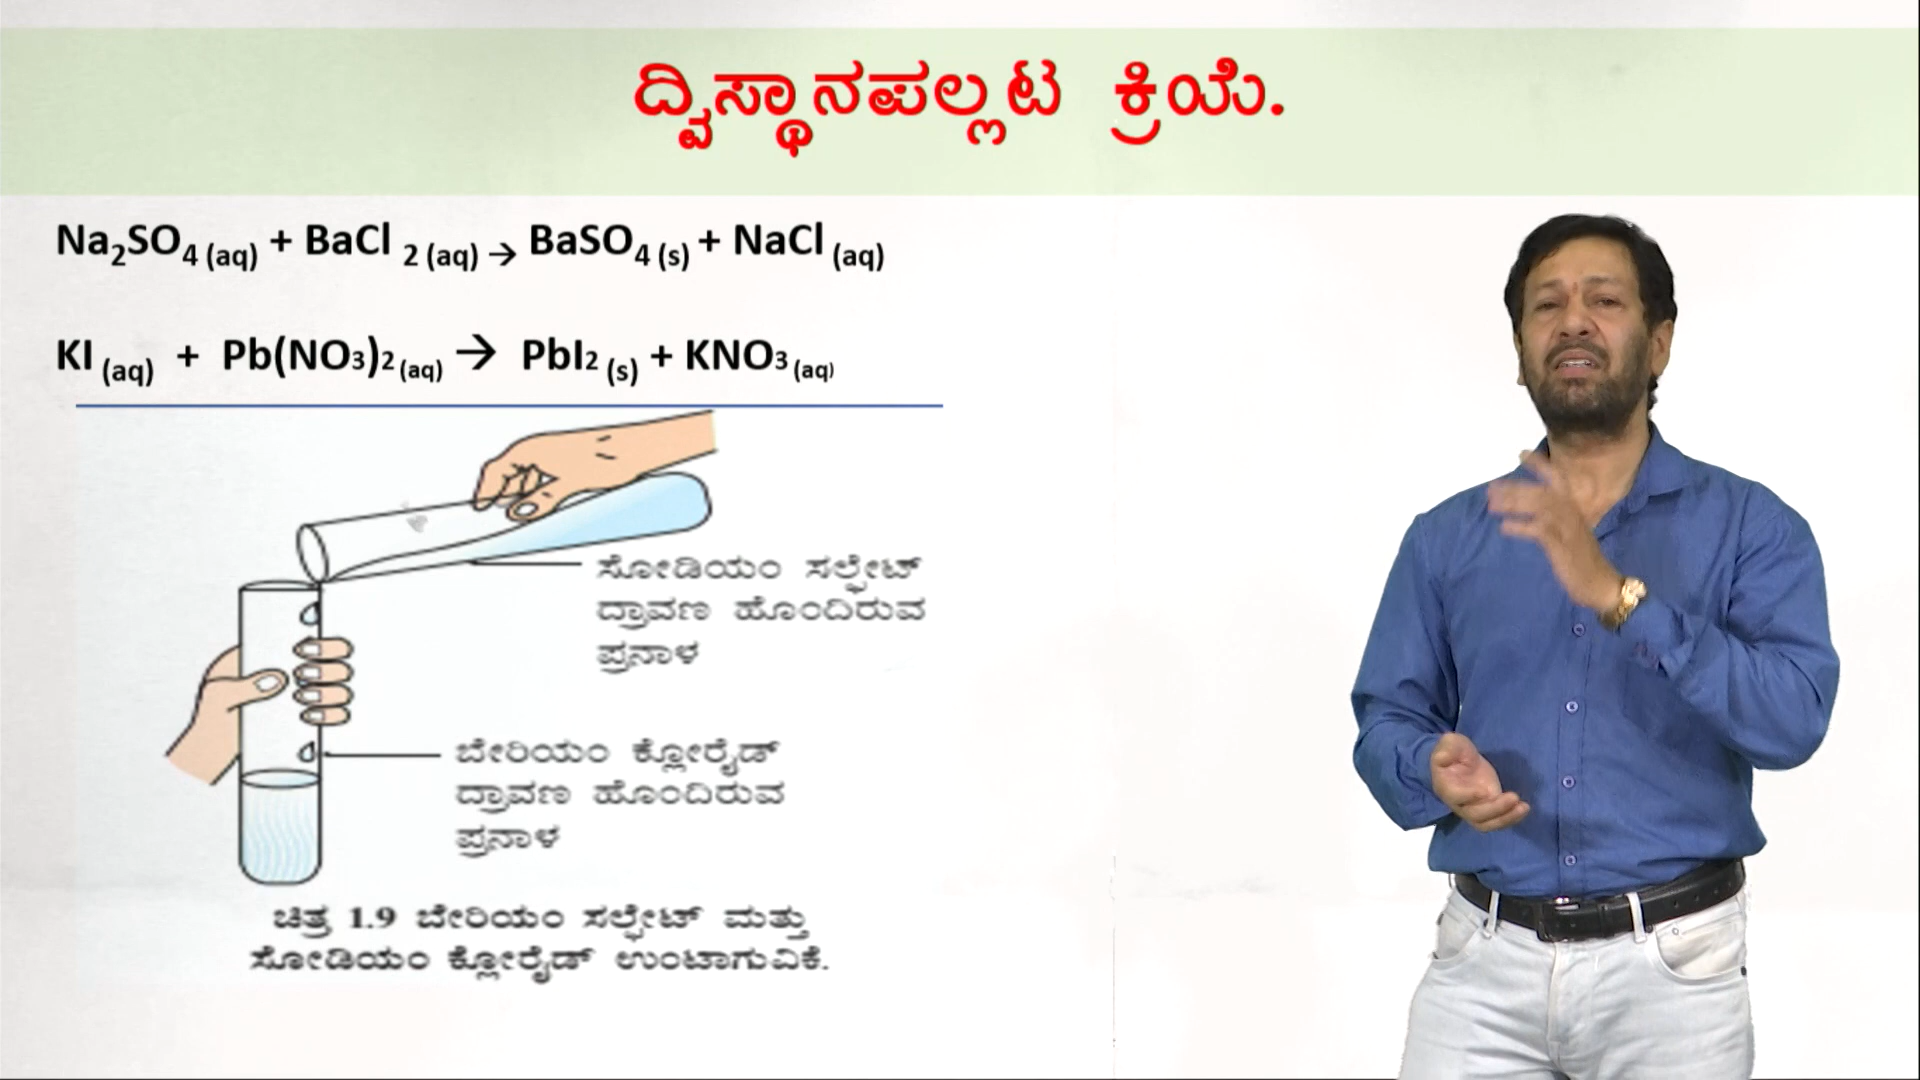 ದ್ವಿಸ್ಥಾನಪಲ್ಲಟ ಕ್ರಿಯೆ.
Na₂SO₄ (aq) + BaCl ₂ (aq) → BaSO₄ (s) + NaCl (aq)
KI (aq) + Pb(NO₃)₂ (aq) → PbI₂ (s) + KNO₃ (aq)
ಸೋಡಿಯಂ ಸಲ್ಫೇಟ್
ದ್ರಾವಣ ಹೊಂದಿರುವ
ಪ್ರನಾಳ
ಬೇರಿಯಂ ಕ್ಲೋರೈಡ್
ದ್ರಾವಣ ಹೊಂದಿರುವ
ಪ್ರನಾಳ
ಚಿತ್ರ 1.9 ಬೇರಿಯಂ ಸಲ್ಫೇಟ್ ಮತ್ತು
ಸೋಡಿಯಂ ಕ್ಲೋರೈಡ್ ಉಂಟಾಗುವಿಕೆ.